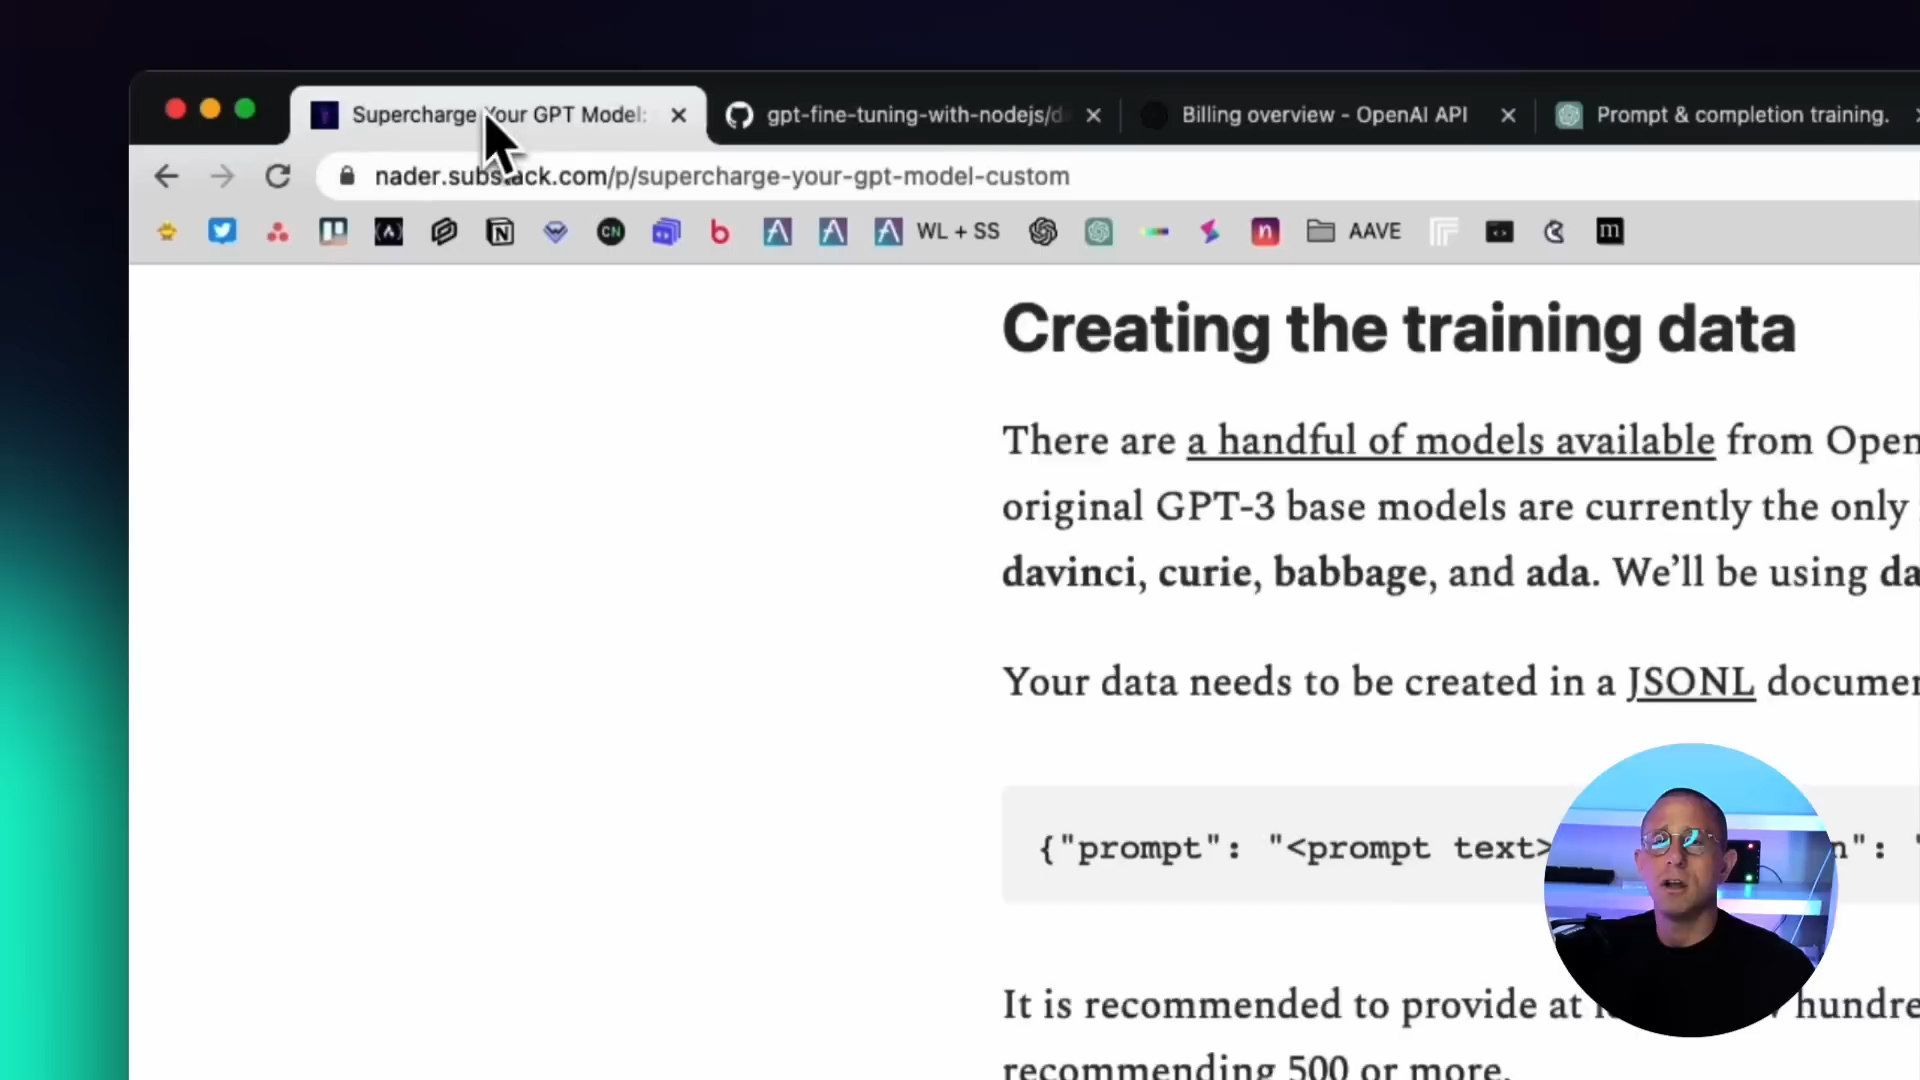 Supercharge Your GPT Model:
gpt-fine-tuning-with-nodejs/d
Billing overview - OpenAI API
Prompt & completion training.
nader.substack.com/p/supercharge-your-gpt-model-custom
CN
WL + SS
n
AAVE
m
Creating the training data
There are a handful of models available from Open
original GPT-3 base models are currently the only
davinci, curie, babbage, and ada. We'll be using da
Your data needs to be created in a JSONL documen
{"prompt": "<prompt text> n": "
It is recommended to provide at hundre
recommending 500 or more.